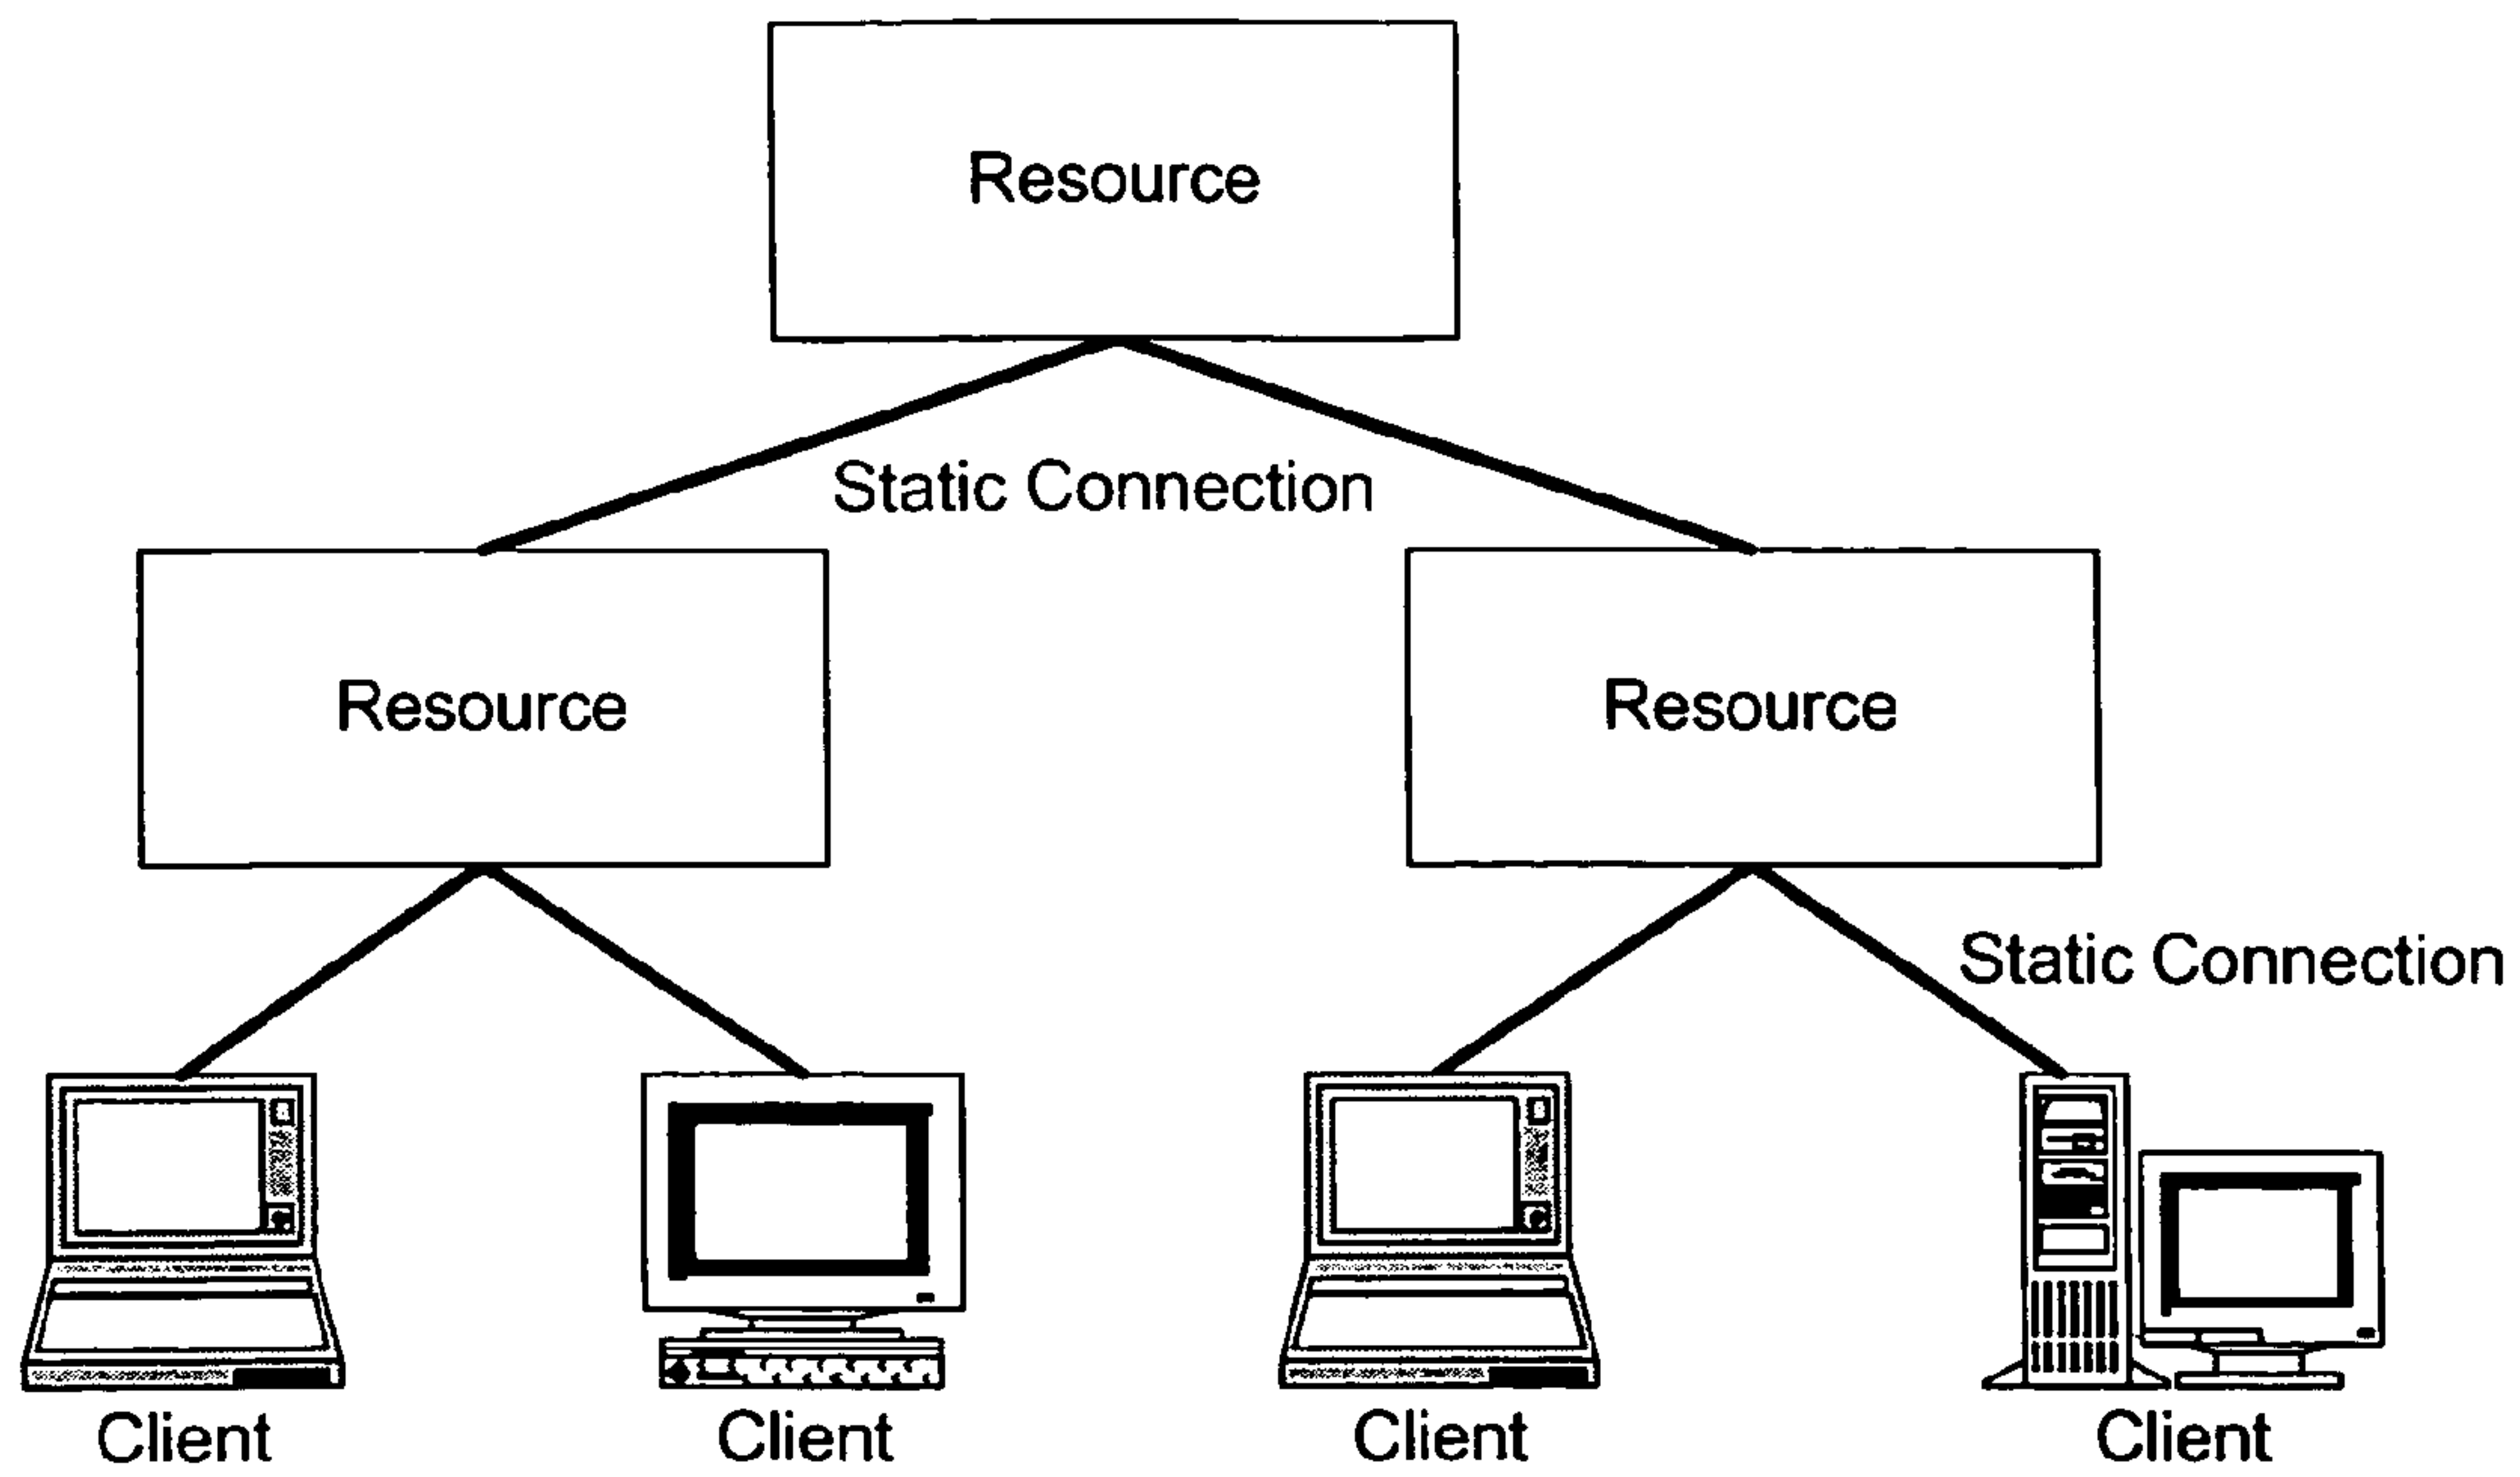 Resource
Static Connection
Resource
Resource
Static Connection
Client
Client
Client
Client